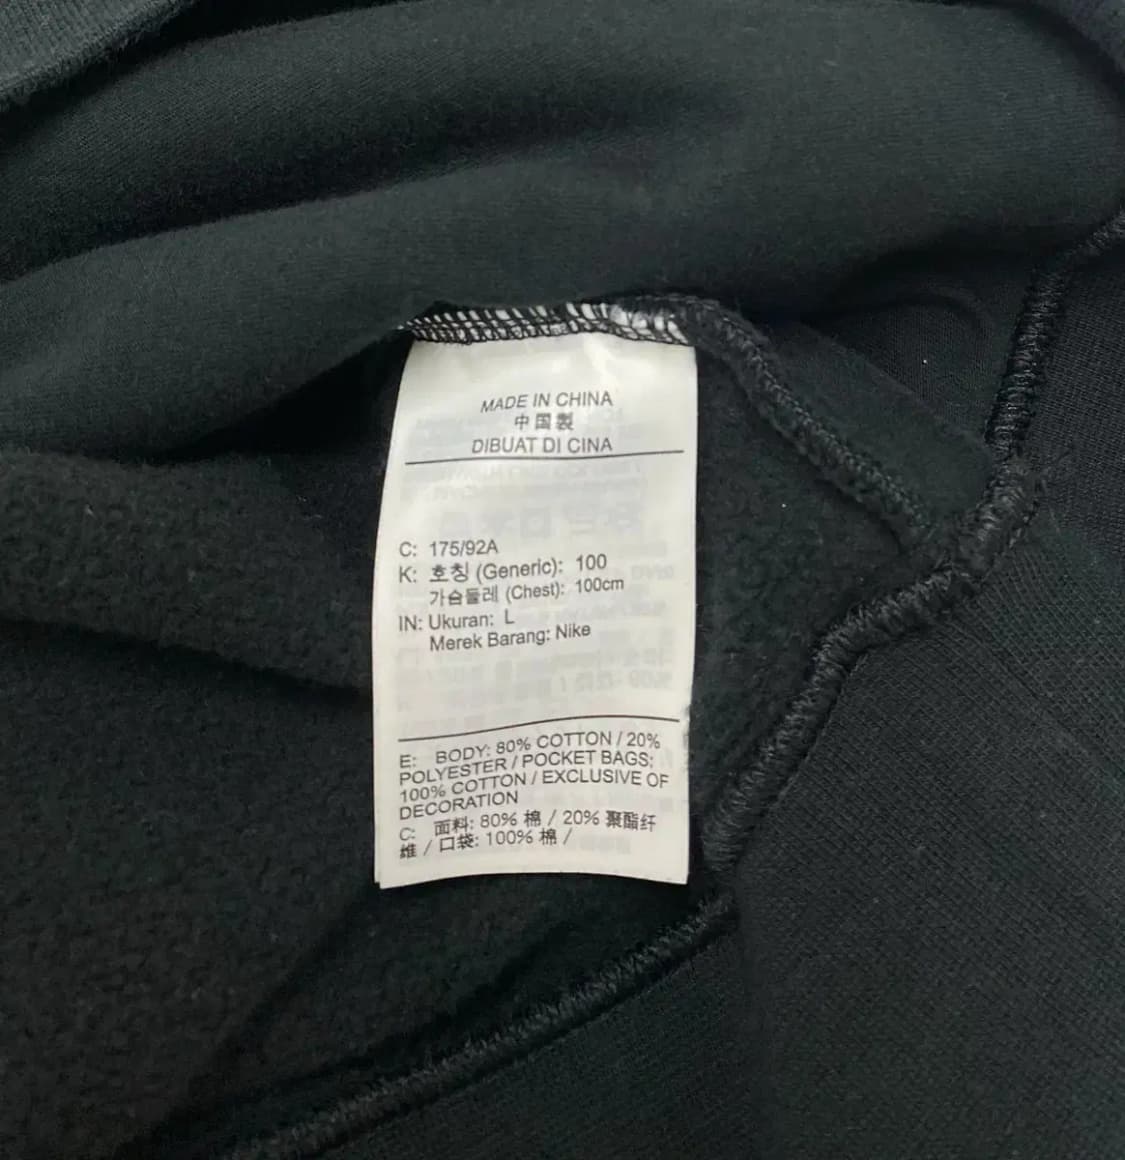 MADE IN CHINA
中国製
DIBUAT DI CINA
C: 175/92A
K: 호칭 (Generic): 100
가슴둘레 (Chest): 100cm
IN: Ukuran: L
Merek Barang: Nike
E: BODY: 80% COTTON / 20%
POLYESTER / POCKET BAGS:
100% COTTON / EXCLUSIVE OF
DECORATION
C: 面料: 80% 棉 / 20% 聚酯纤
维 / 口袋: 100% 棉 /